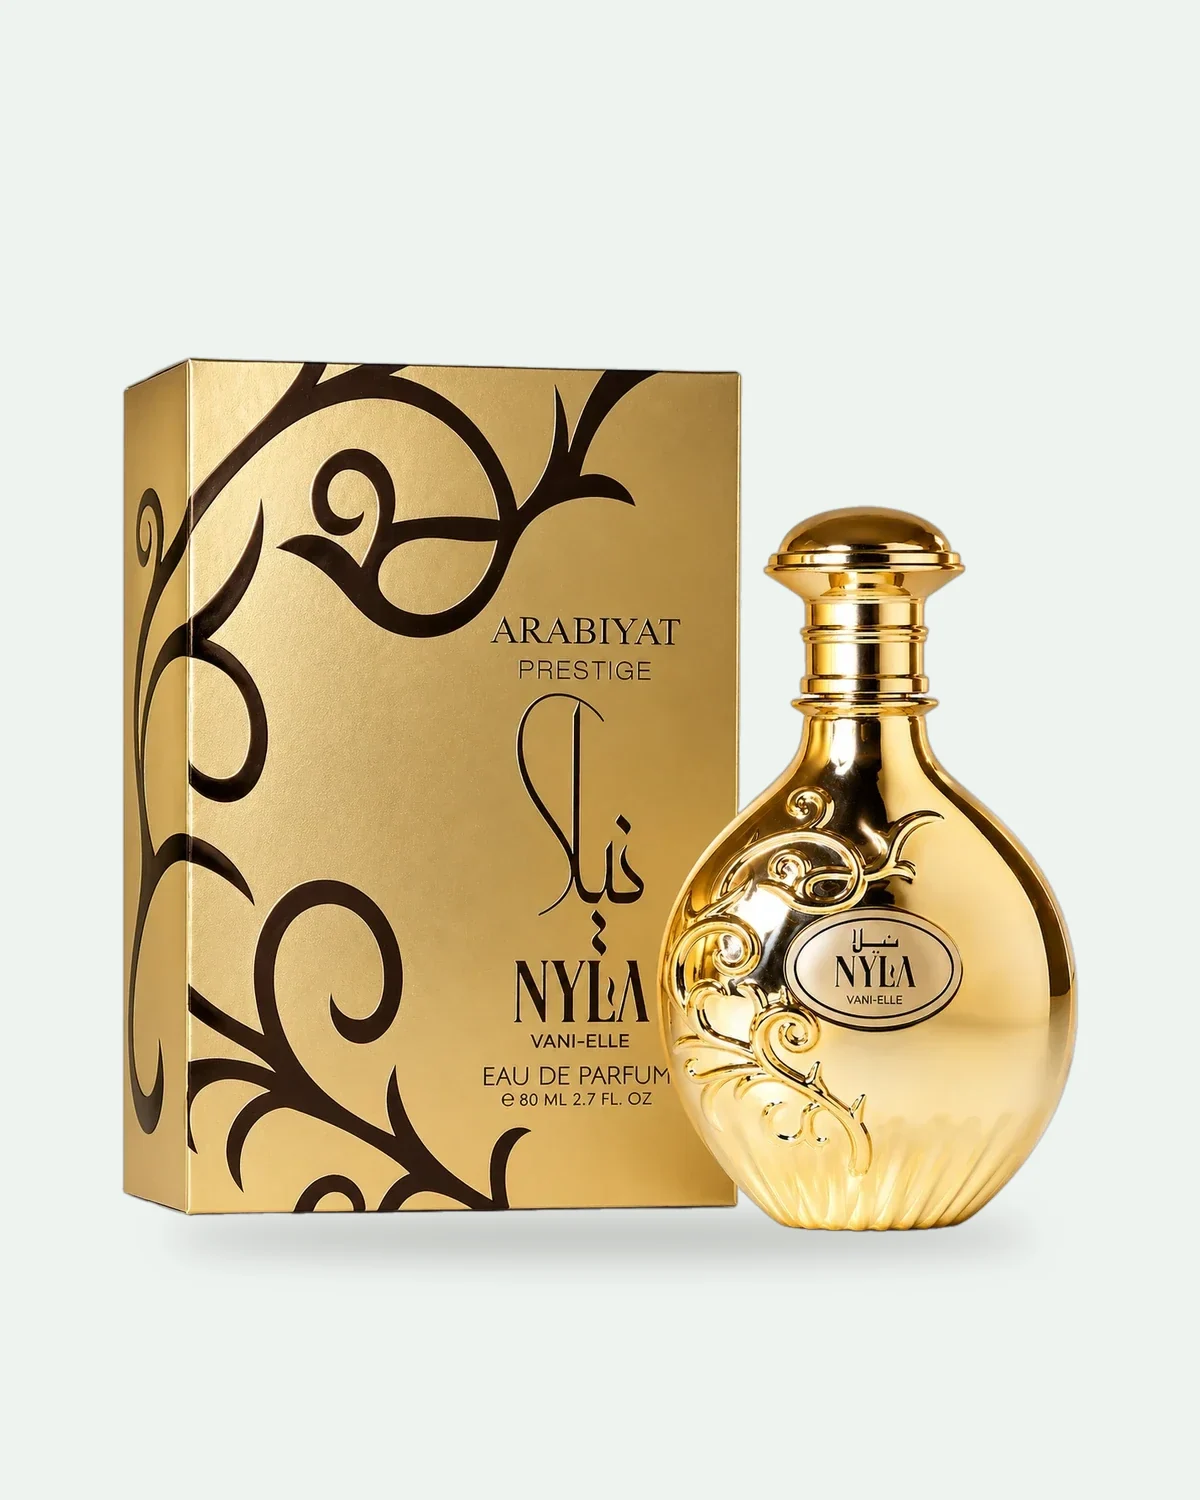 ARABIYAT
PRESTIGE
نيلا
NYLA
VANI-ELLE
EAU DE PARFUM
e 80 ML 2.7 FL. OZ
نيلا
NYLA
VANI-ELLE